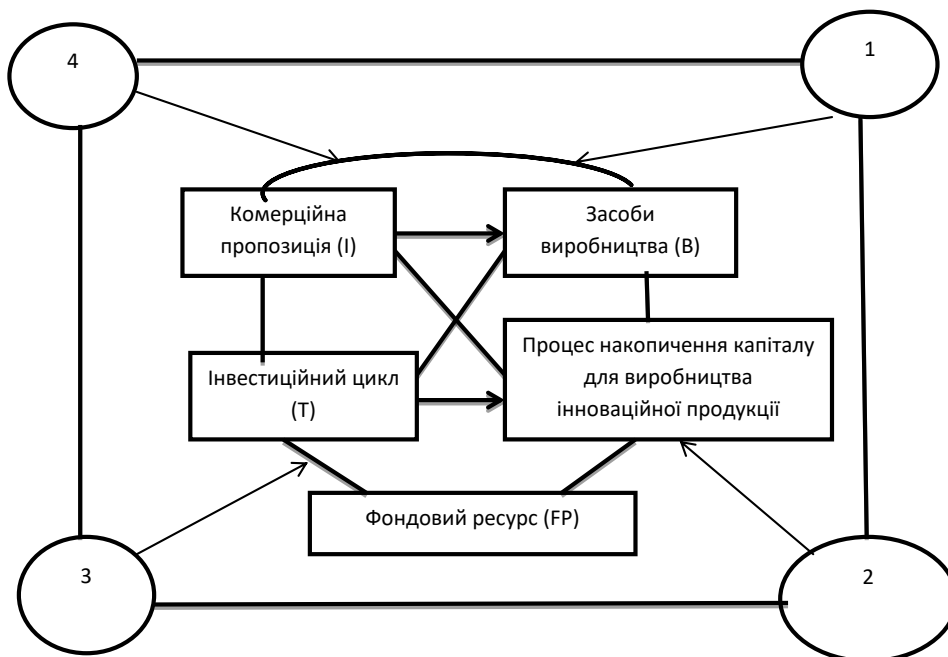 4
1
Комерційна
пропозиція (І)
Засоби
виробництва (В)
Інвестиційний цикл
(Т)
Процес накопичення капіталу
для виробництва
інноваційної продукції
Фондовий ресурс (FP)
3
2